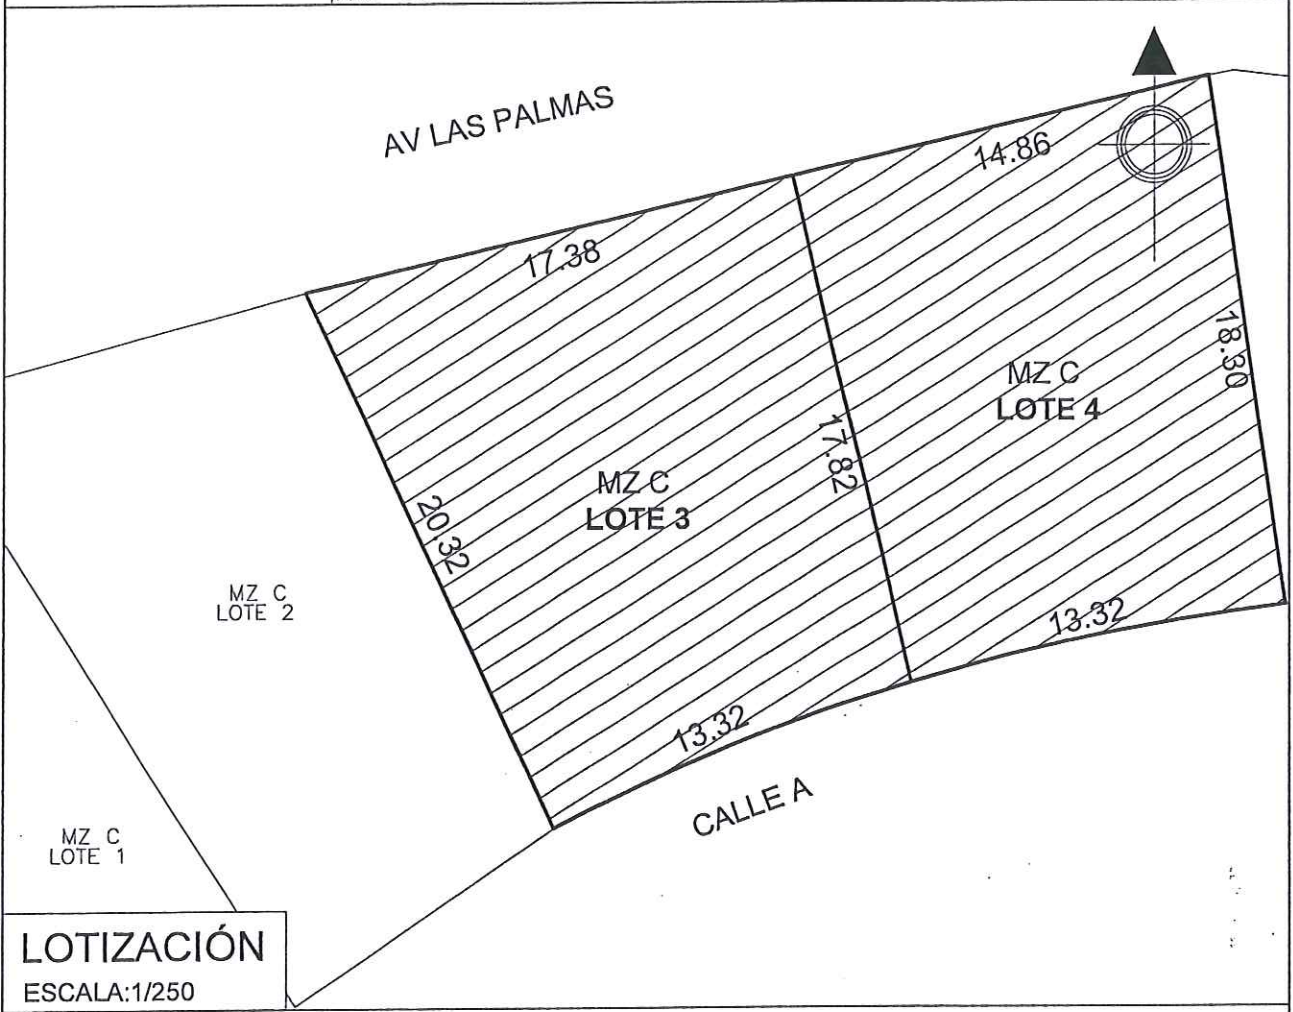 AV LAS PALMAS
14.86
17.38
18.30
MZ C
LOTE 4
17.82
MZ C
LOTE 3
20.32
MZ C
LOTE 2
13.32
13.32
CALLE A
MZ C
LOTE 1
LOTIZACIÓN
ESCALA:1/250